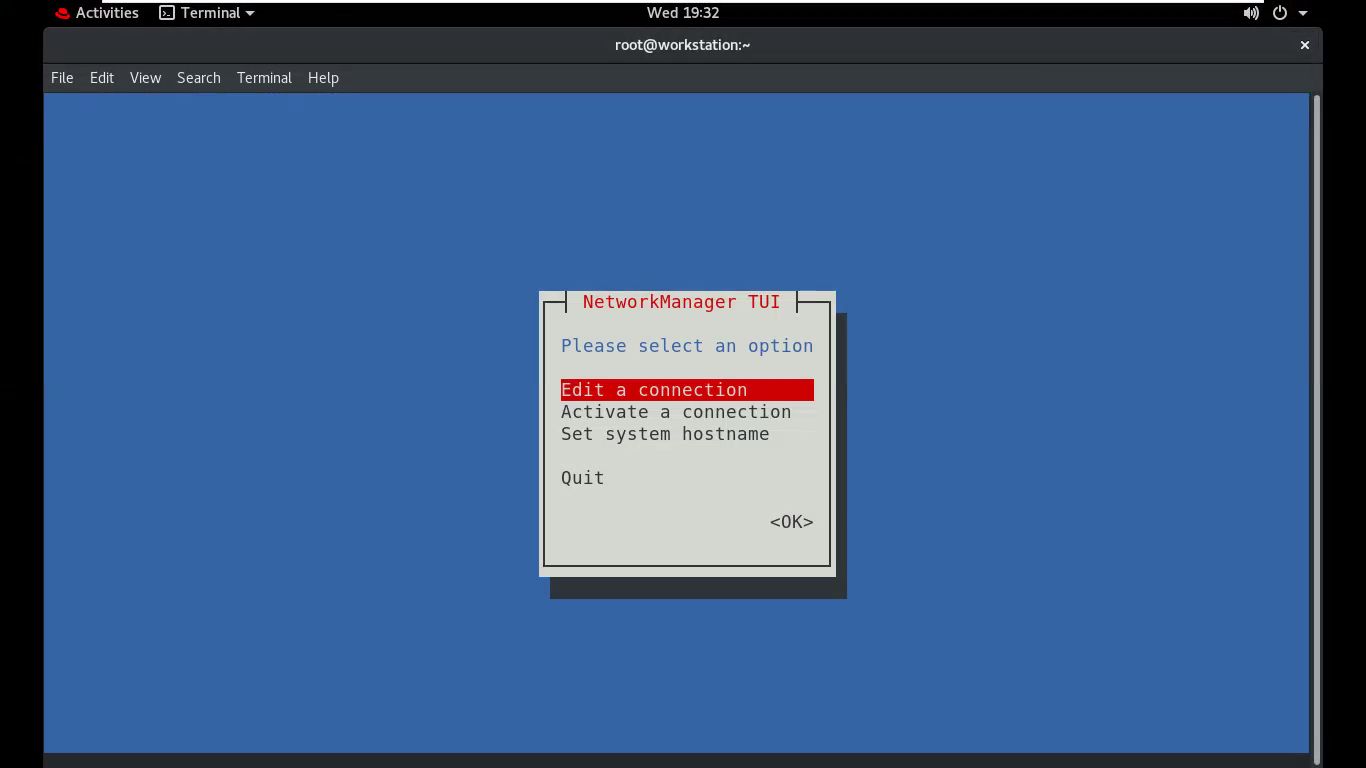 Activities Terminal Wed 19:32
root@workstation:~ ×
File Edit View Search Terminal Help
NetworkManager TUI
Please select an option
Edit a connection
Activate a connection
Set system hostname
Quit
<OK>